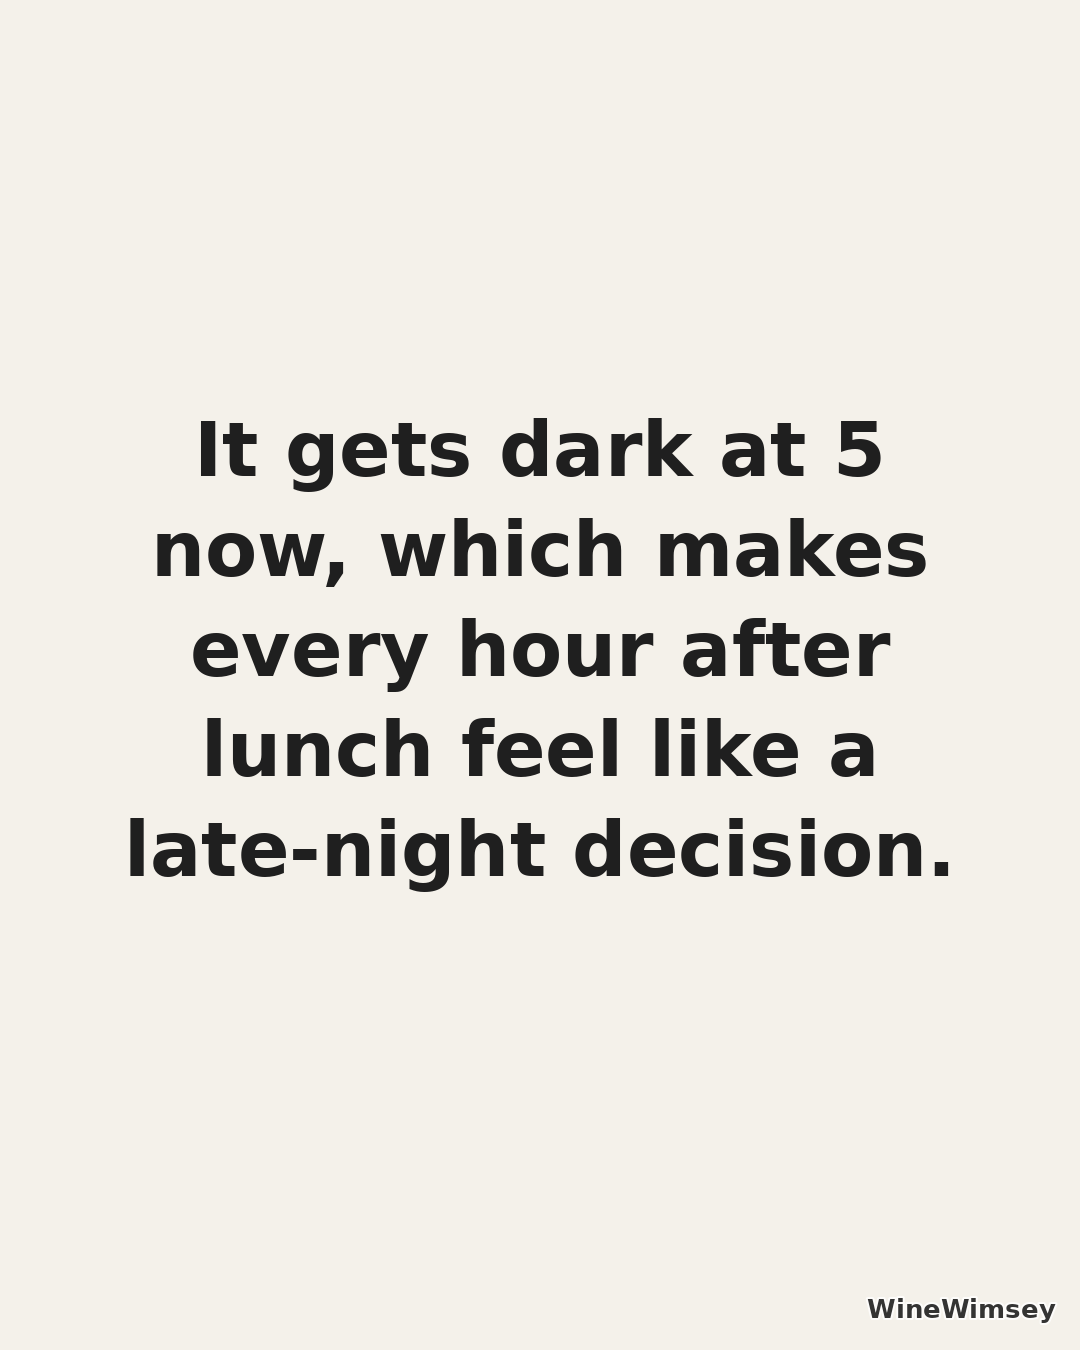 It gets dark at 5
now, which makes
every hour after
lunch feel like a
late-night decision.
WineWimsey